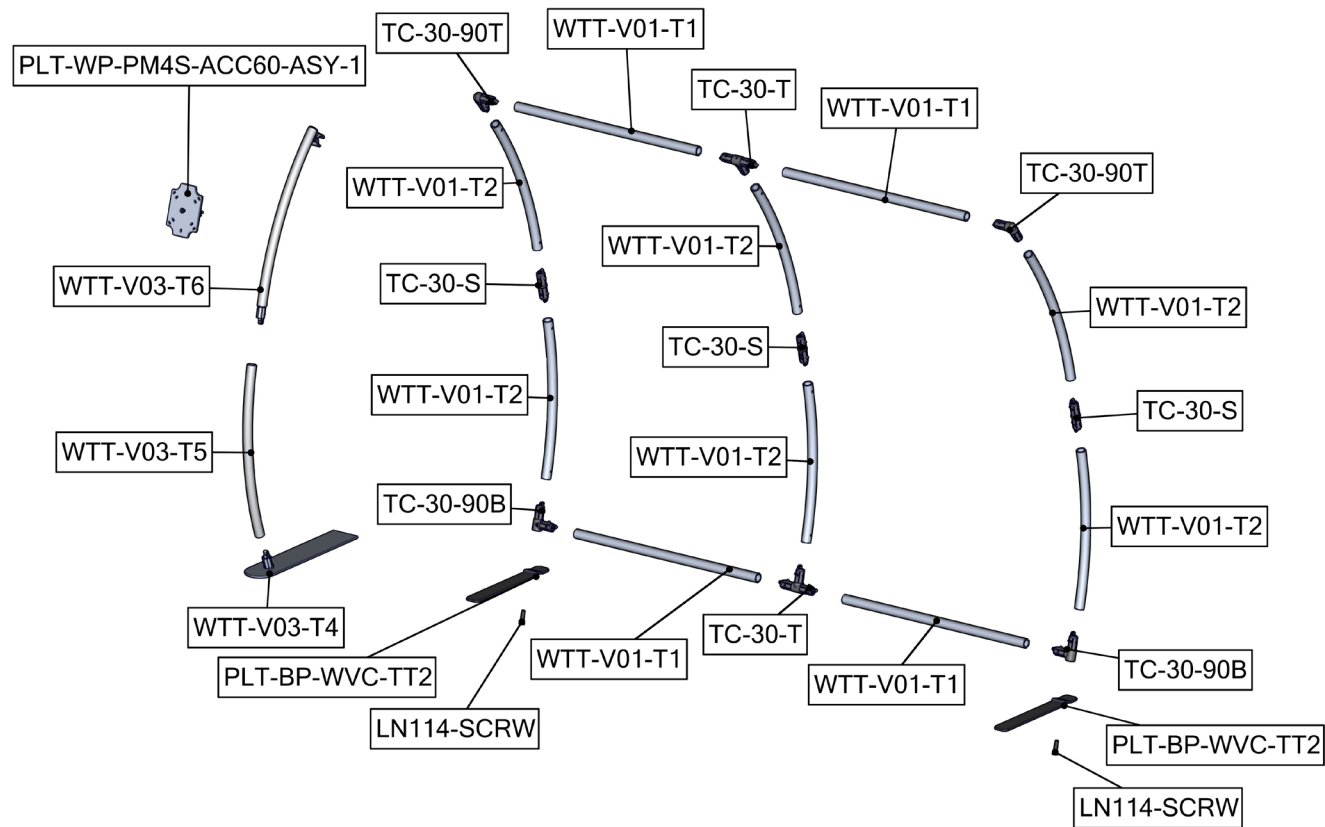 TC-30-90T
WTT-V01-T1
PLT-WP-PM4S-ACC60-ASY-1
TC-30-T
WTT-V01-T1
TC-30-90T
WTT-V01-T2
WTT-V01-T2
WTT-V03-T6
TC-30-S
WTT-V01-T2
TC-30-S
WTT-V01-T2
TC-30-S
WTT-V03-T5
WTT-V01-T2
TC-30-90B
WTT-V01-T2
WTT-V03-T4
TC-30-T
PLT-BP-WVC-TT2
WTT-V01-T1
WTT-V01-T1
TC-30-90B
LN114-SCRW
PLT-BP-WVC-TT2
LN114-SCRW